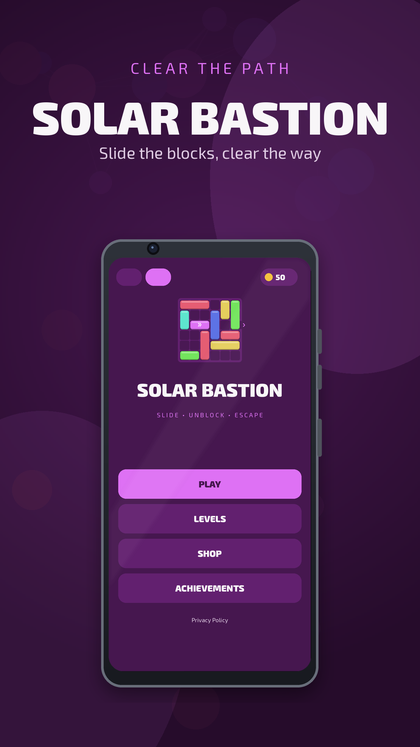 CLEAR THE PATH
SOLAR BASTION
Slide the blocks, clear the way
50
SOLAR BASTION
SLIDE • UNBLOCK • ESCAPE
PLAY
LEVELS
SHOP
ACHIEVEMENTS
Privacy Policy